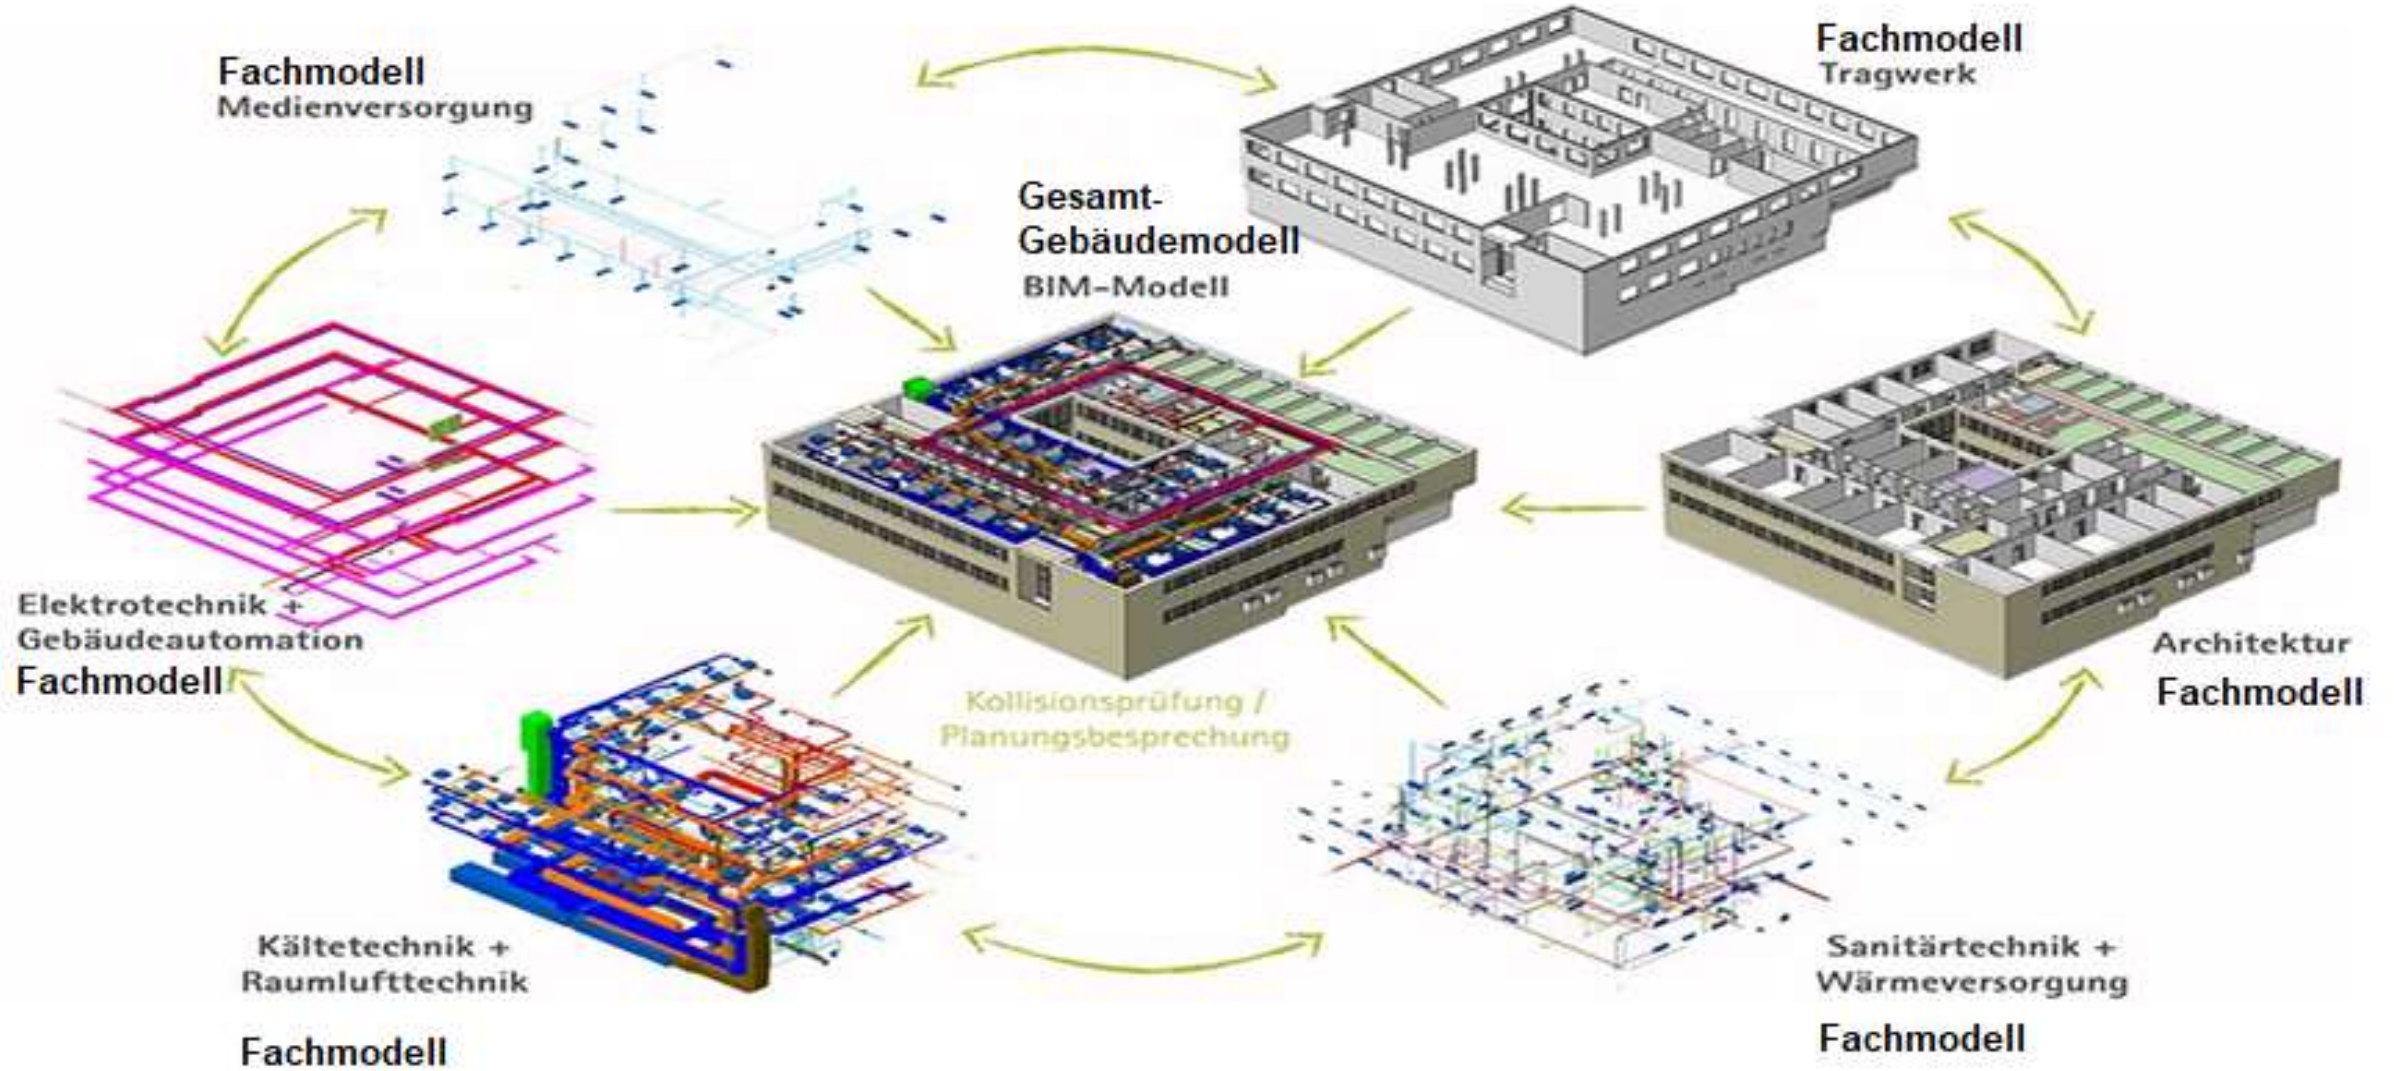 Fachmodell
Medienversorgung
Fachmodell
Tragwerk
Gesamt-
Gebäudemodell
BIM-Modell
Elektrotechnik +
Gebäudeautomation
Fachmodell
Architektur
Fachmodell
Kollisionsprüfung /
Planungsbesprechung
Kältetechnik +
Raumlufttechnik
Fachmodell
Sanitärtechnik +
Wärmeversorgung
Fachmodell